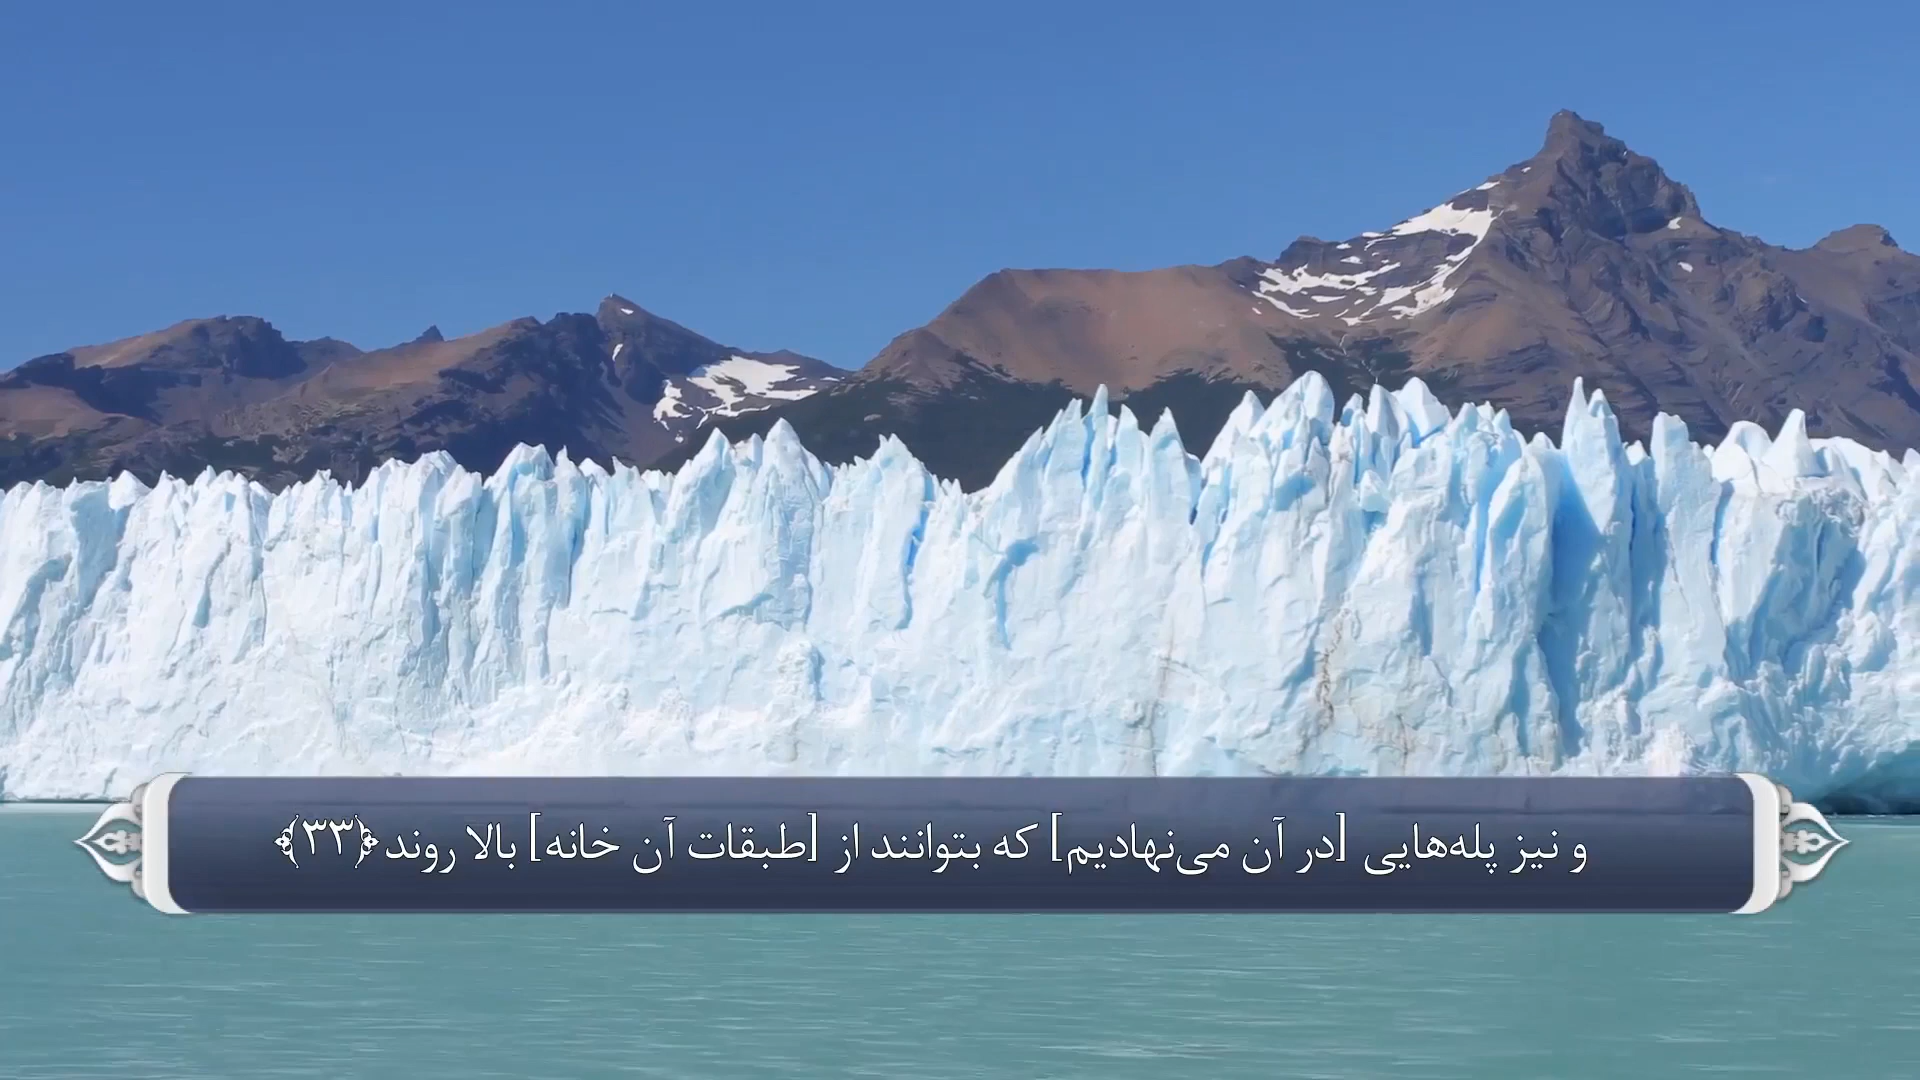 و نیز پله‌هایی [در آن می‌نهادیم] که بتوانند از [طبقات آن خانه] بالا روند ﴿۳۳﴾